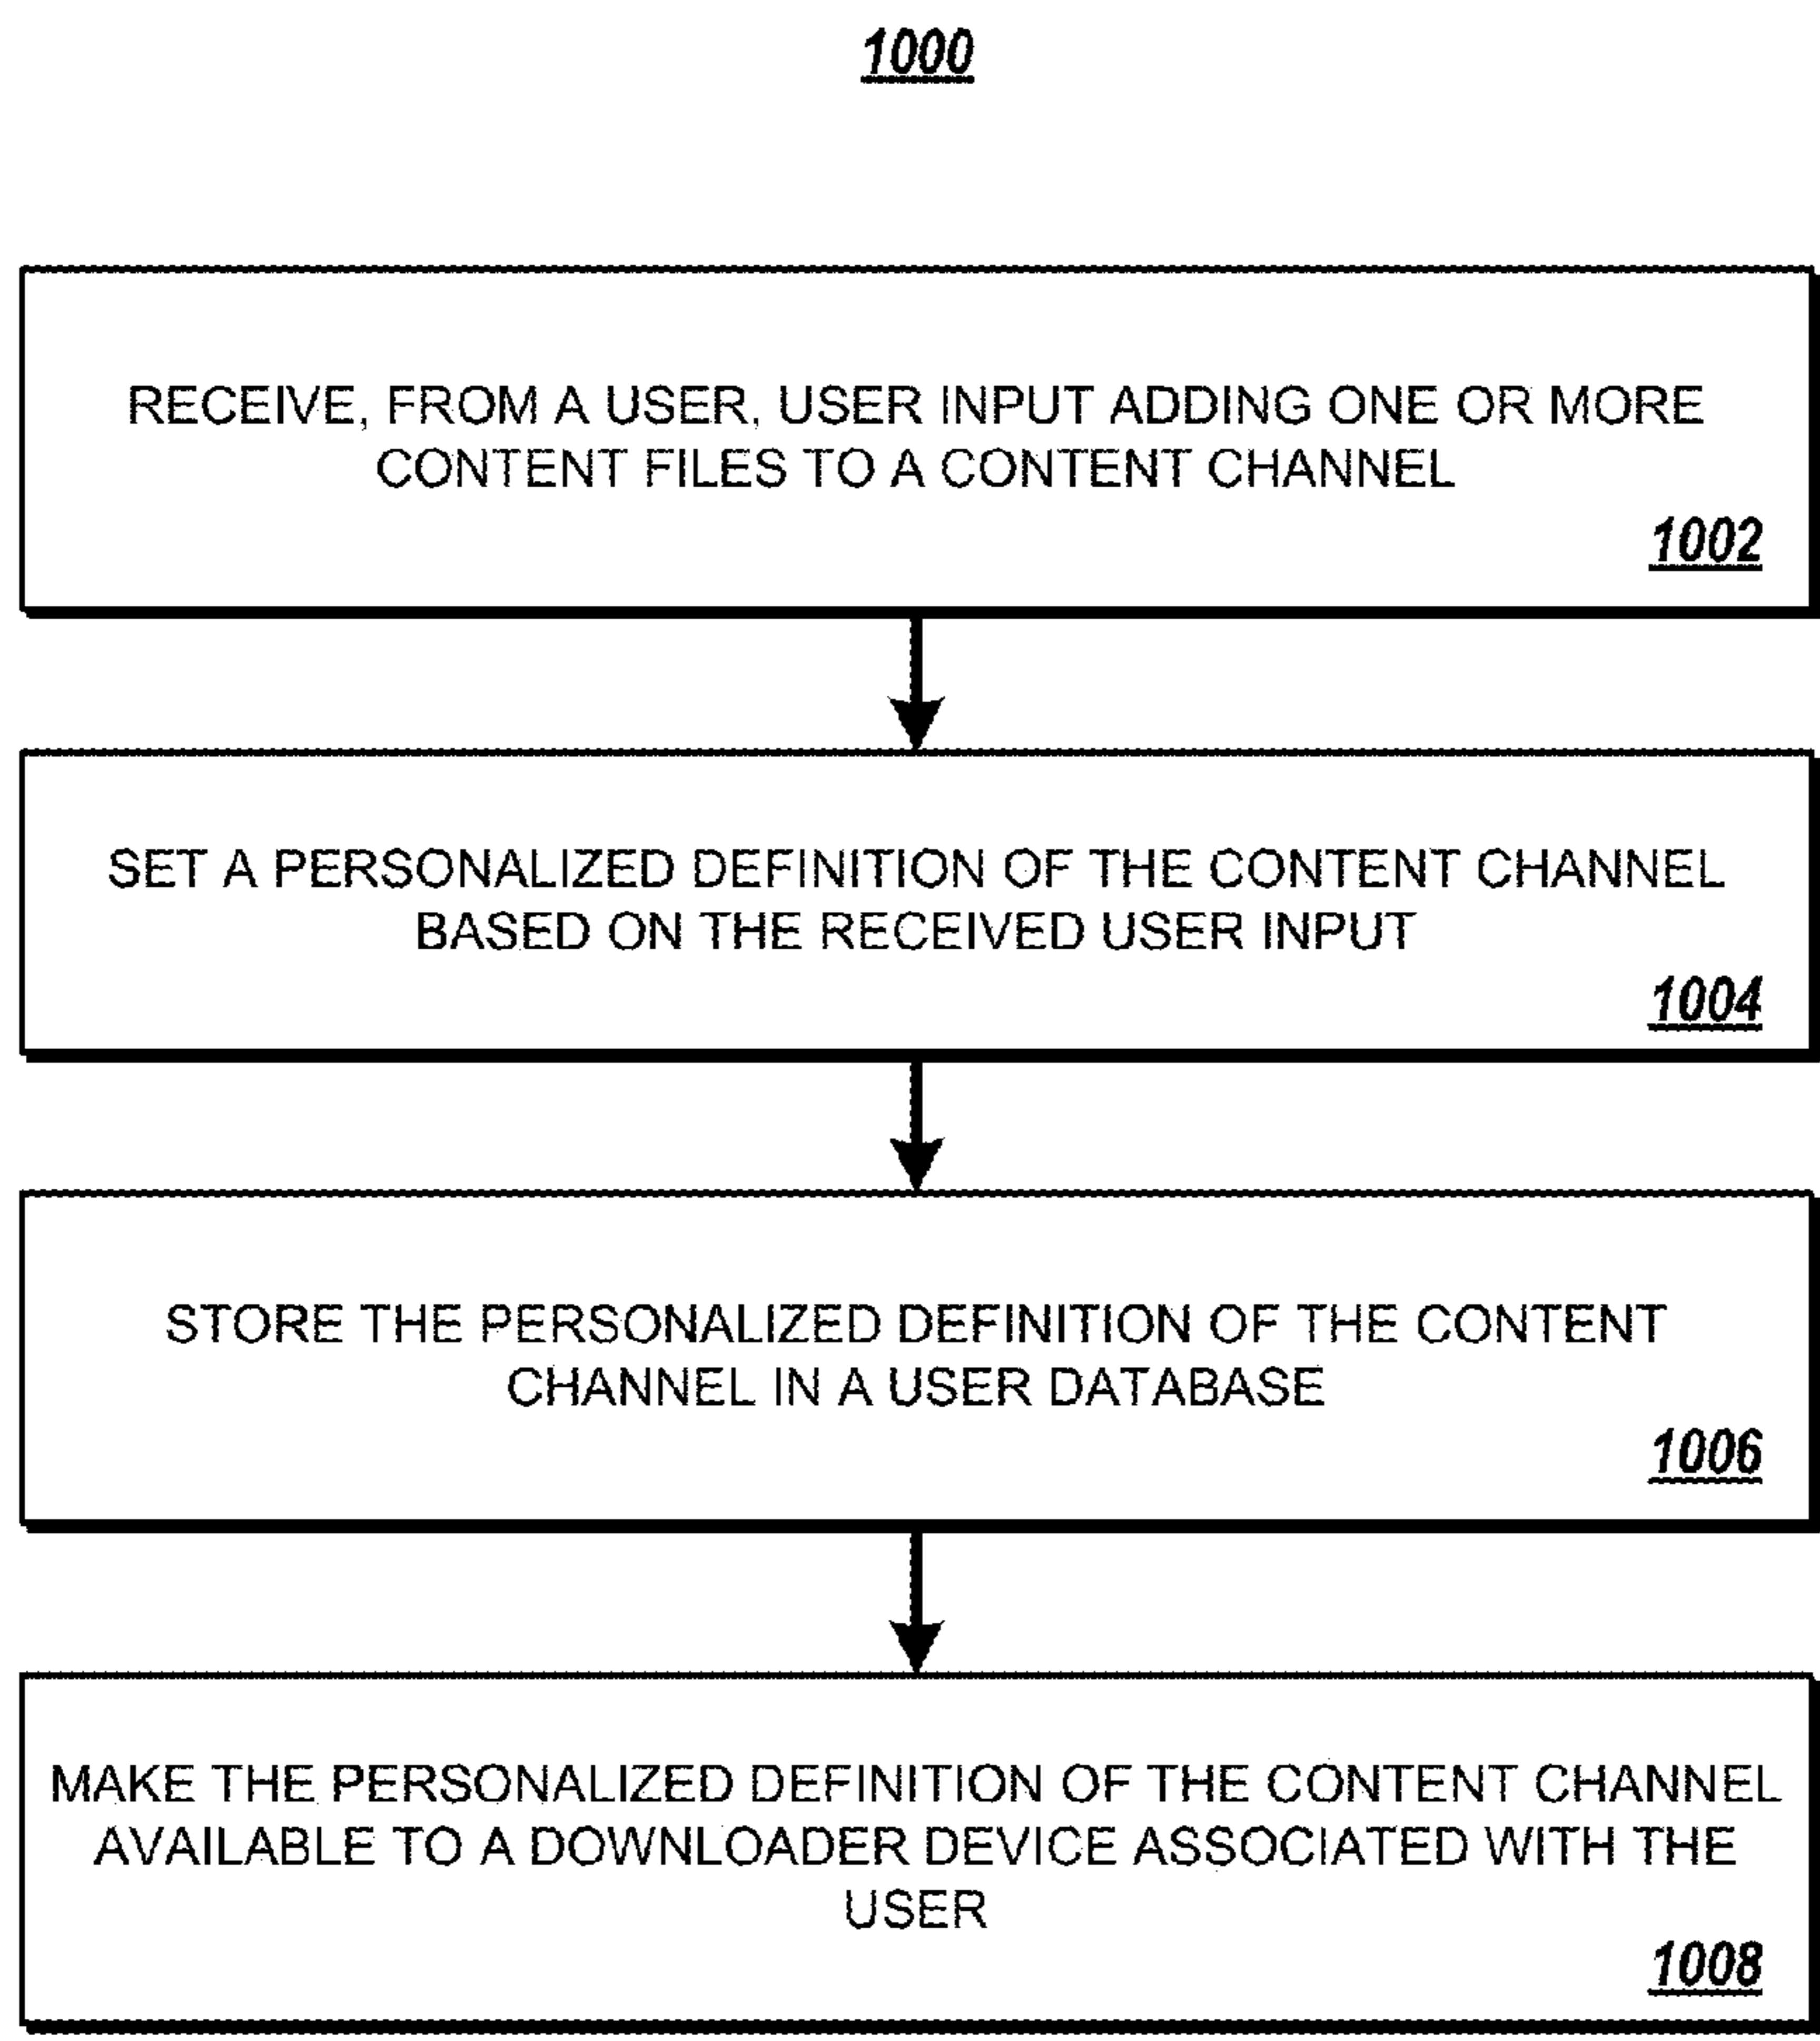 1000
RECEIVE, FROM A USER, USER INPUT ADDING ONE OR MORE
CONTENT FILES TO A CONTENT CHANNEL
1002
SET A PERSONALIZED DEFINITION OF THE CONTENT CHANNEL
BASED ON THE RECEIVED USER INPUT
1004
STORE THE PERSONALIZED DEFINITION OF THE CONTENT
CHANNEL IN A USER DATABASE
1006
MAKE THE PERSONALIZED DEFINITION OF THE CONTENT CHANNEL
AVAILABLE TO A DOWNLOADER DEVICE ASSOCIATED WITH THE
USER
1008